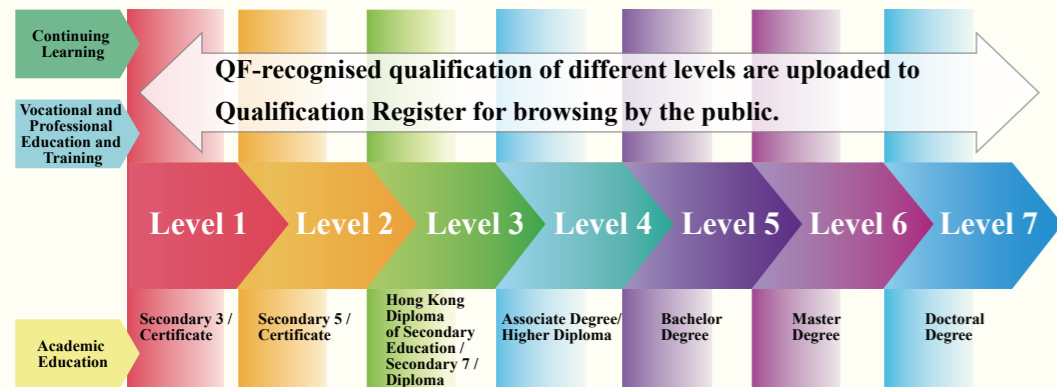 Continuing
Learning
QF-recognised qualification of different levels are uploaded to
Qualification Register for browsing by the public.
Vocational and
Professional
Education and
Training
Level 1
Level 2
Level 3
Level 4
Level 5
Level 6
Level 7
Academic
Education
Secondary 3 /
Certificate
Secondary 5 /
Certificate
Hong Kong
Diploma
of Secondary
Education /
Secondary 7 /
Diploma
Associate Degree/
Higher Diploma
Bachelor
Degree
Master
Degree
Doctoral
Degree